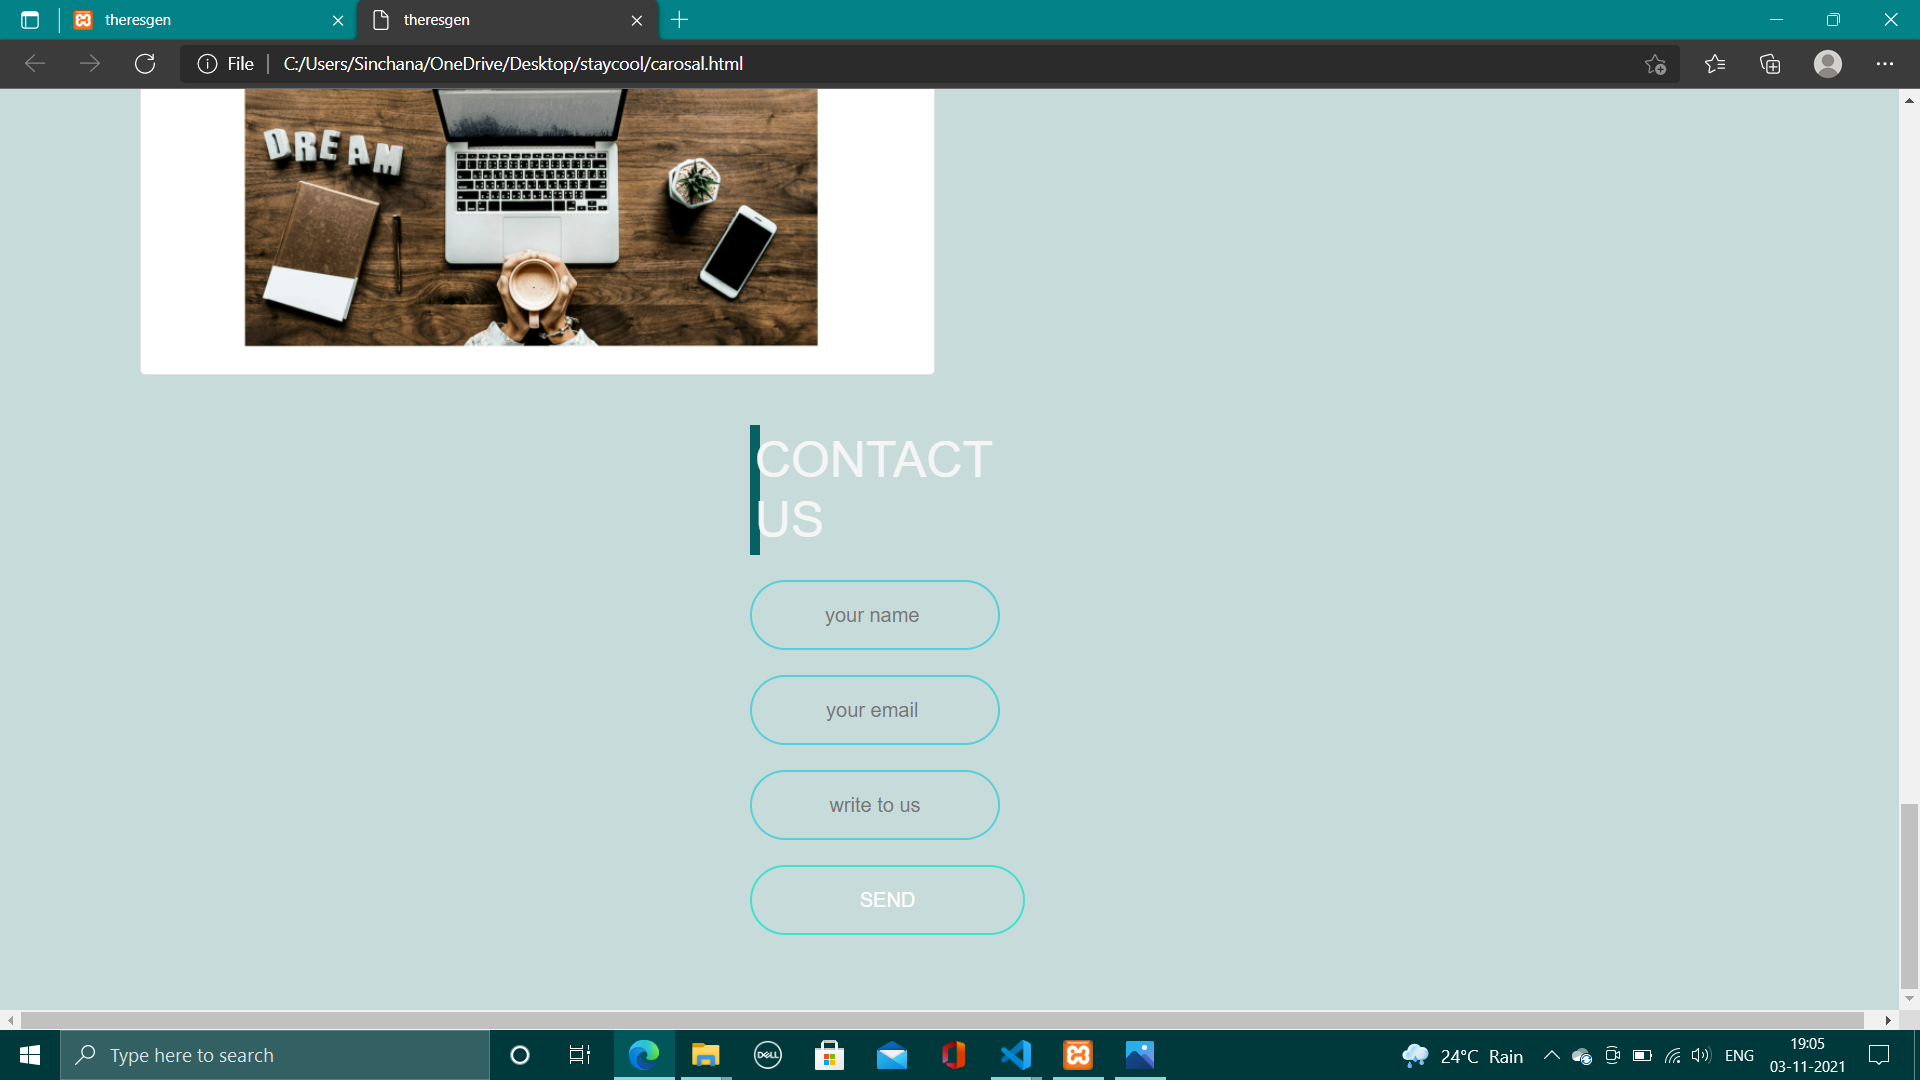 theresgen
theresgen
File
C:/Users/Sinchana/OneDrive/Desktop/staycool/carosal.html
DREAM
CONTACT
US
your name
your email
write to us
SEND
Type here to search
DELL
24°C Rain
ENG
19:05
03-11-2021